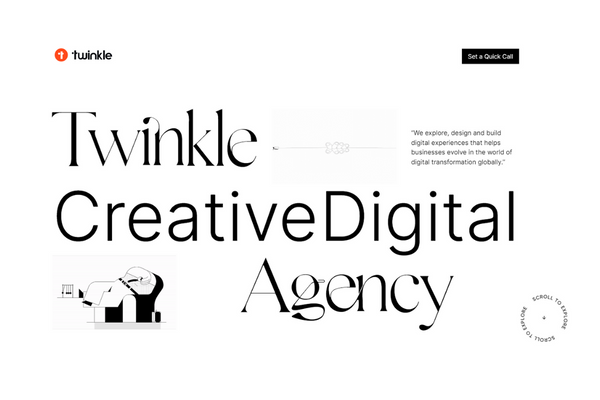 twinkle
Set a Quick Call
Twinkle
"We explore, design and build
digital experiences that helps
businesses evolve in the world of
digital transformation globally."
CreativeDigital
Agency
SCROLL TO EXPLORE
SCROLL TO EXPLORE